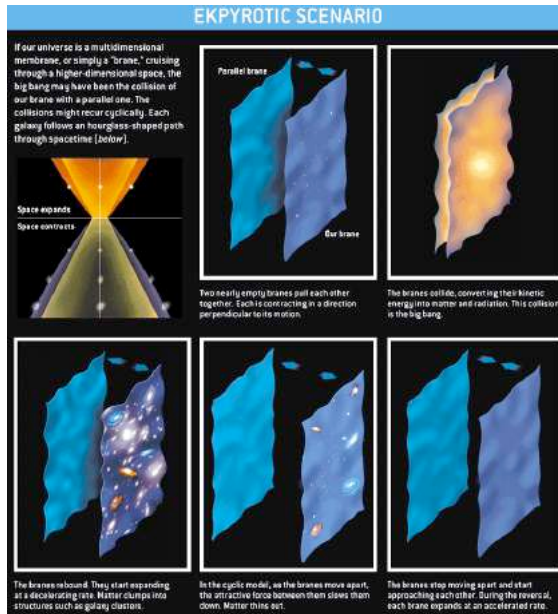 EKPYROTIC SCENARIO
If our universe is a multidimensional
membrane, or simply a "brane," cruising
through a higher-dimensional space, the
big bang may have been the collision of
our brane with a parallel one. The
collisions might recur cyclically. Each
galaxy follows an hourglass-shaped path
through spacetime [below].
Space expands
Space contracts
Parallel brane
Our brane
Two nearly empty branes pull each other
together. Each is contracting in a direction
perpendicular to its motion.
The branes collide, converting their kinetic
energy into matter and radiation. This collision
is the big bang.
The branes rebound. They start expanding
at a decelerating rate. Matter clumps into
structures such as galaxy clusters.
In the cyclic model, as the branes move apart,
the attractive force between them slows them
down. Matter thins out.
The branes stop moving apart and start
approaching each other. During the reversal,
each brane expands at an accelerated rate.